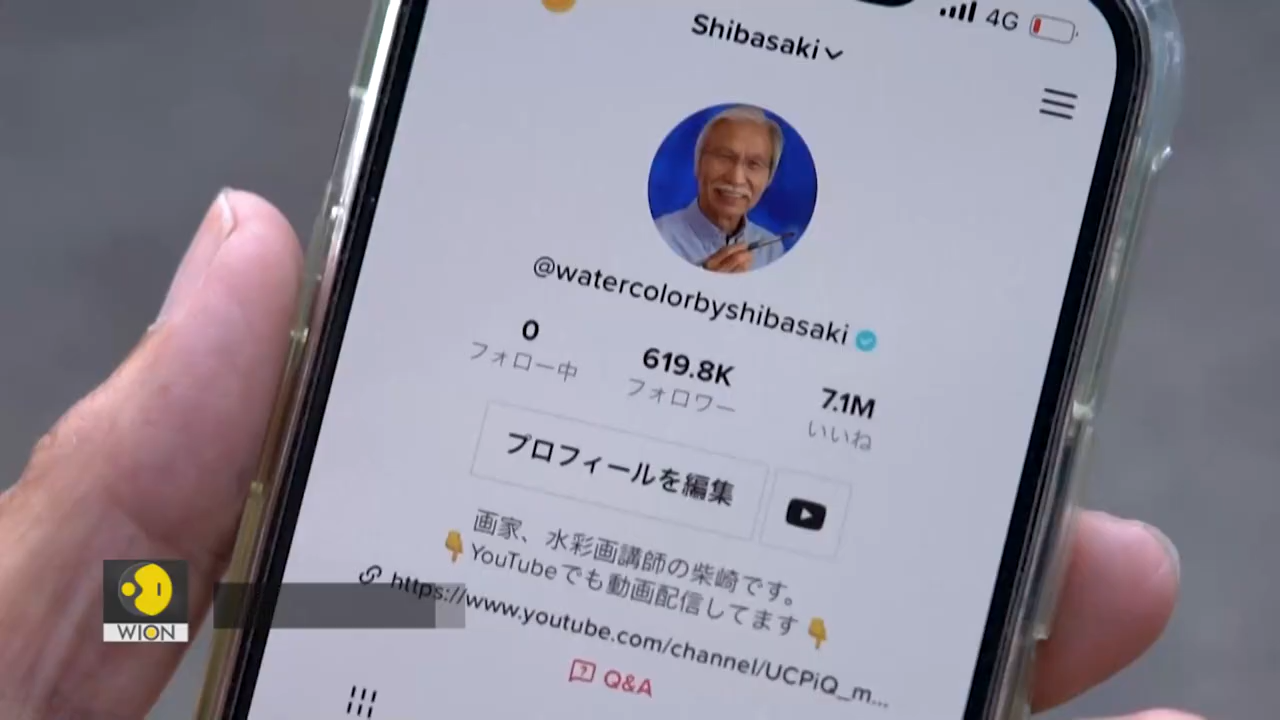 4G
Shibasaki
@watercolorbyshibasaki
0
フォロー中
619.8K
フォロワー
7.1M
いいね
プロフィールを編集
画家、水彩画講師の柴崎です。
👇YouTubeでも動画配信してます👇
https://www.youtube.com/channel/UCPiQ_m...
Q&A
WION